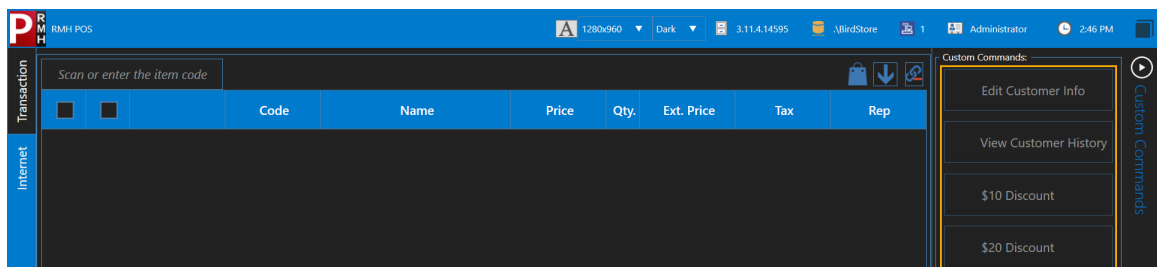 P RMH RMH POS A 1280x960 Dark 3.11.4.14595 .\BirdStore 1 Administrator 2:46 PM
Transaction
Internet
Scan or enter the item code
Code Name Price Qty. Ext. Price Tax Rep
Custom Commands:
Edit Customer Info
View Customer History
$10 Discount
$20 Discount
Custom Commands